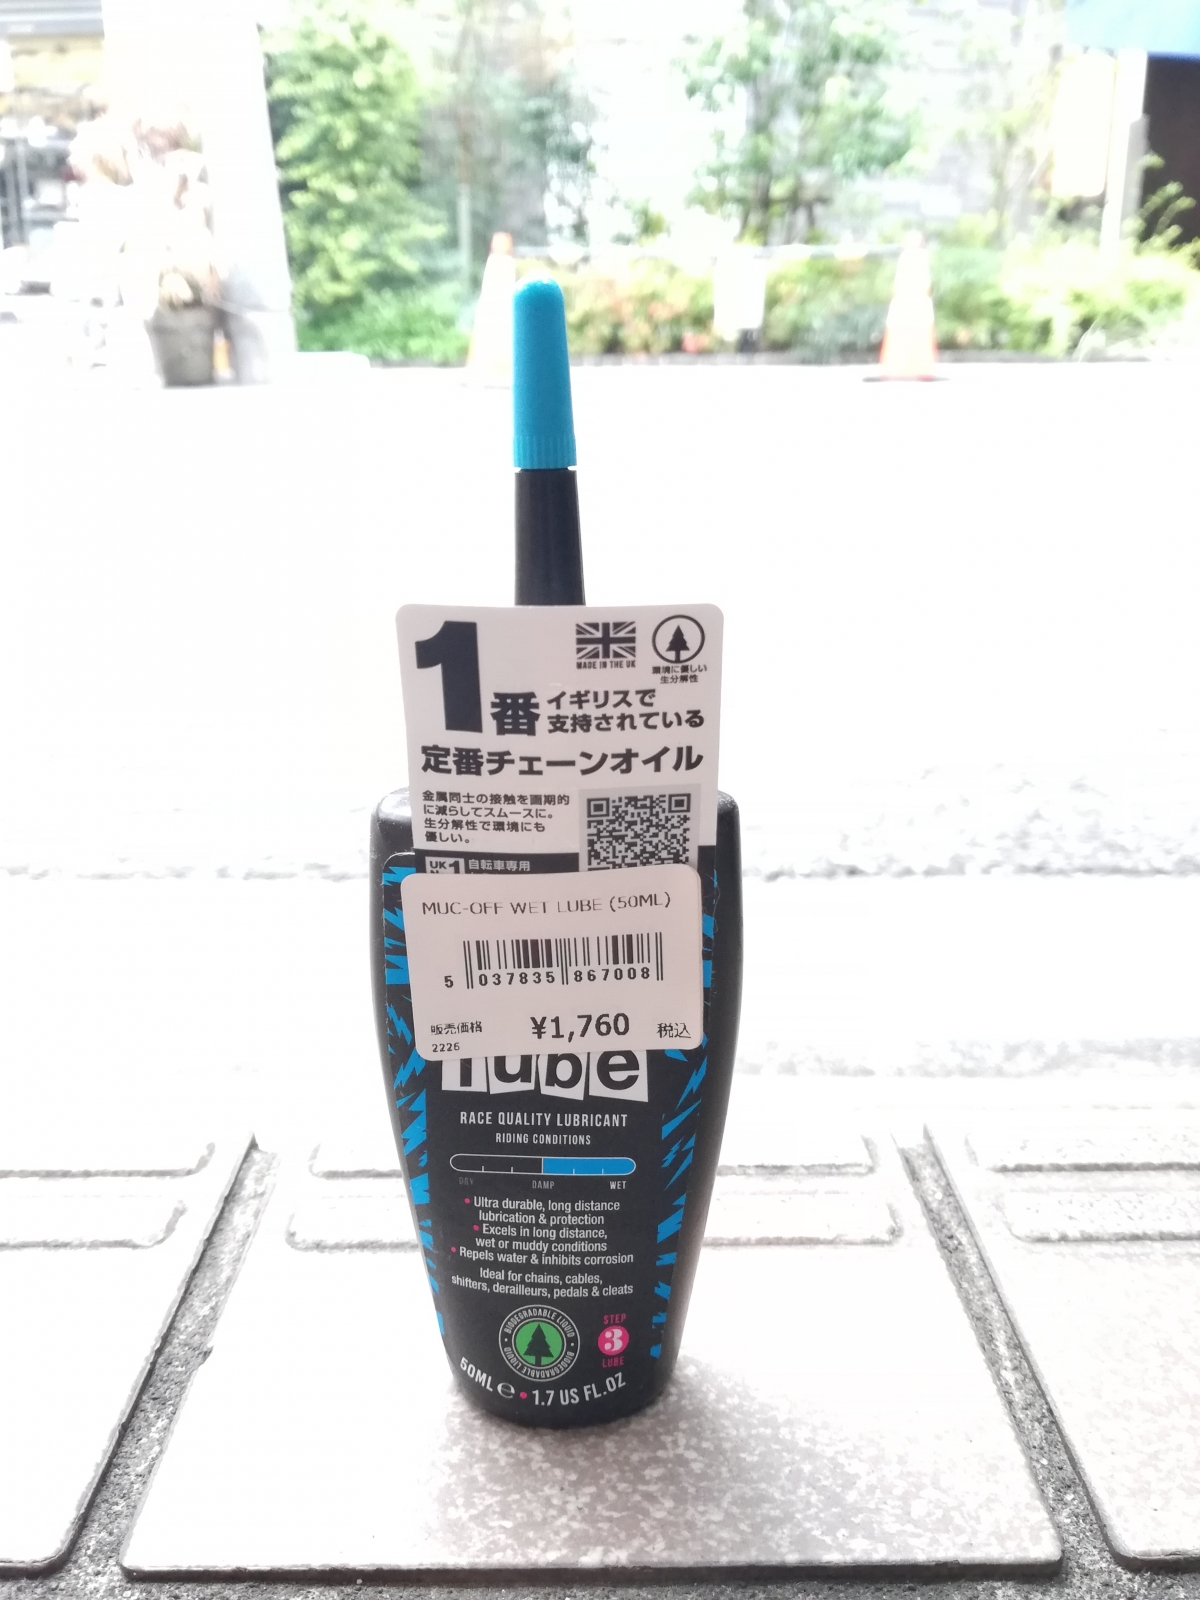 1番
MADE IN THE UK
環境に優しい
生分解性
イギリスで
支持されている
定番チェーンオイル
金属同士の接触を画期的
に減らしてスムースに。
生分解性で環境にも
優しい。
UK
1
自転車専用
MUC-OFF WET LUBE (50ML)
5 037835 867008
販売価格
¥1,760
税込
2226
lube
RACE QUALITY LUBRICANT
RIDING CONDITIONS
DRY DAMP WET
• Ultra durable, long distance
lubrication & protection
• Excels in long distance,
wet or muddy conditions
• Repels water & inhibits corrosion
Ideal for chains, cables,
shifters, derailleurs, pedals & cleats
BIODEGRADABLE LIQUID • BIODEGRADABLE LIQUID •
STEP
3
LUBE
50ML e • 1.7 US FL.OZ